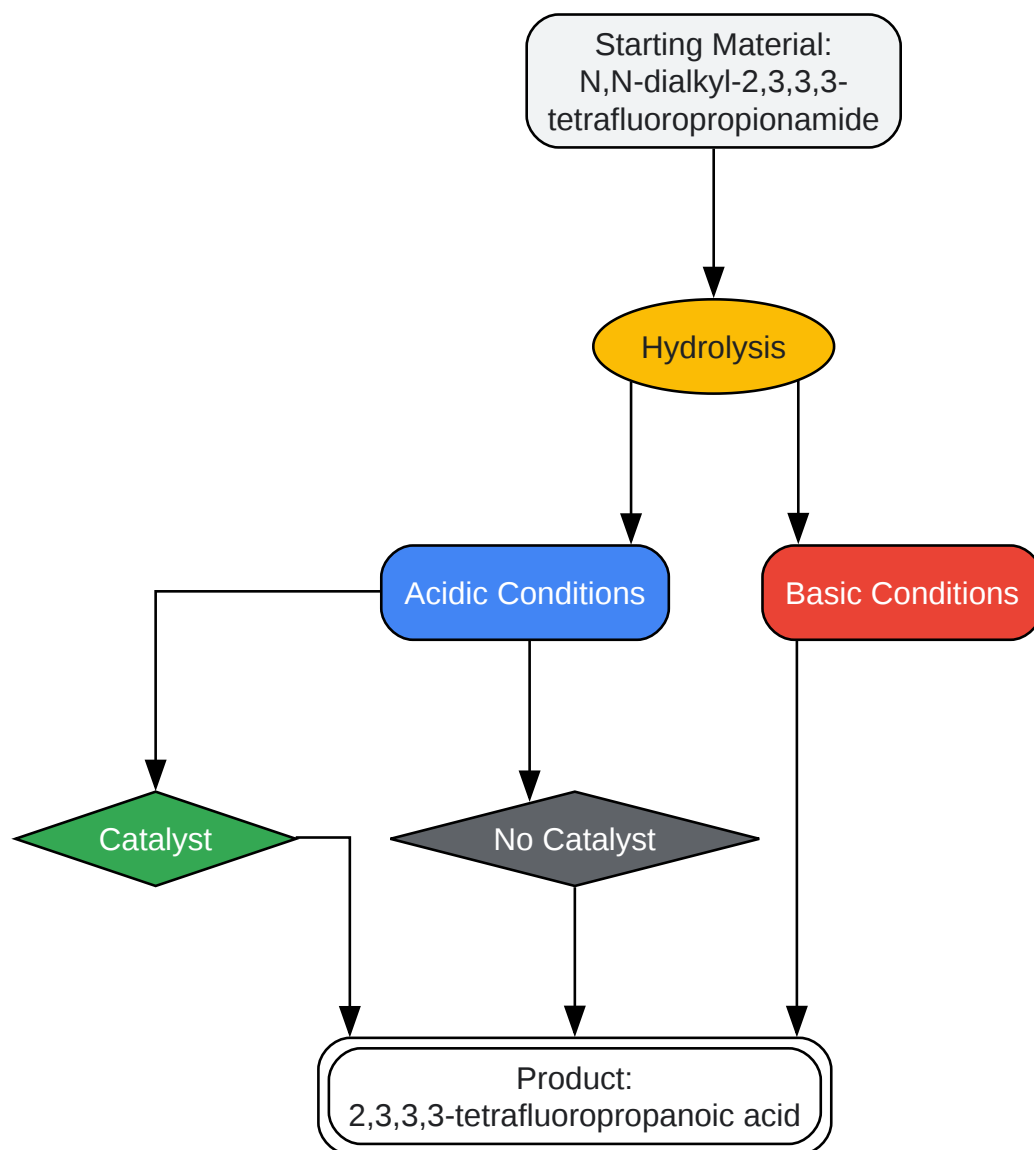 Starting Material:
N,N-dialkyl-2,3,3,3-
tetrafluoropropionamide
Hydrolysis
Acidic Conditions
Basic Conditions
Catalyst
No Catalyst
Product:
2,3,3,3-tetrafluoropropanoic acid